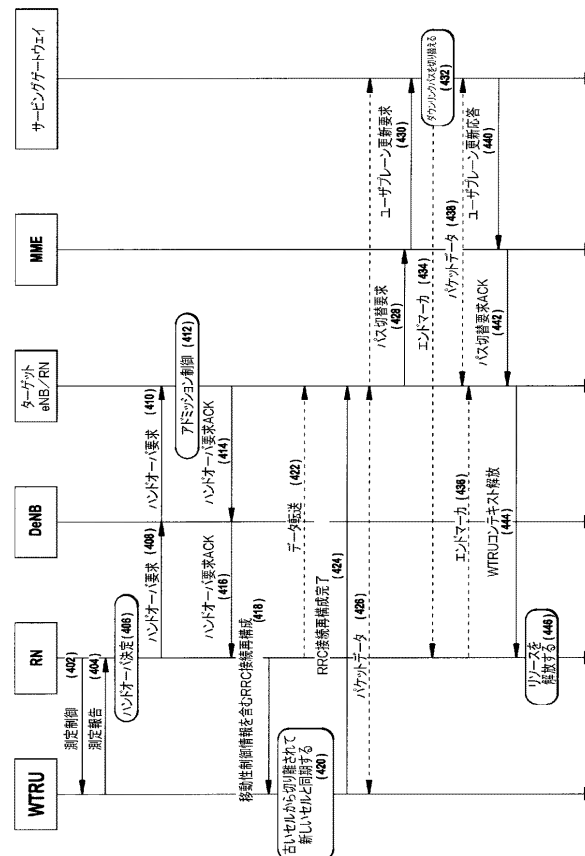 WTRU
RN
DeNB
ターゲット
eNB/RN
MME
サービングゲートウェイ
測定制御
(402)
測定報告
(404)
ハンドオーバ決定(406)
ハンドオーバ要求
(408)
ハンドオーバ要求
(410)
アドミッション制御 (412)
ハンドオーバ要求ACK
(414)
ハンドオーバ要求ACK
(416)
移動性制御情報を含むRRC接続再構成
(418)
古いセルから切り離されて
新しいセルと同期する
(420)
データ転送
(422)
RRC接続再構成完了
(424)
パケットデータ
(426)
パス切替要求
(428)
ユーザプレーン更新要求
(430)
ダウンリンクパスを切り替える
(432)
エンドマーカ
(434)
エンドマーカ
(436)
パケットデータ
(438)
ユーザプレーン更新応答
(440)
パス切替要求ACK
(442)
WTRUコンテキスト解放
(444)
リソースを
解放する (446)